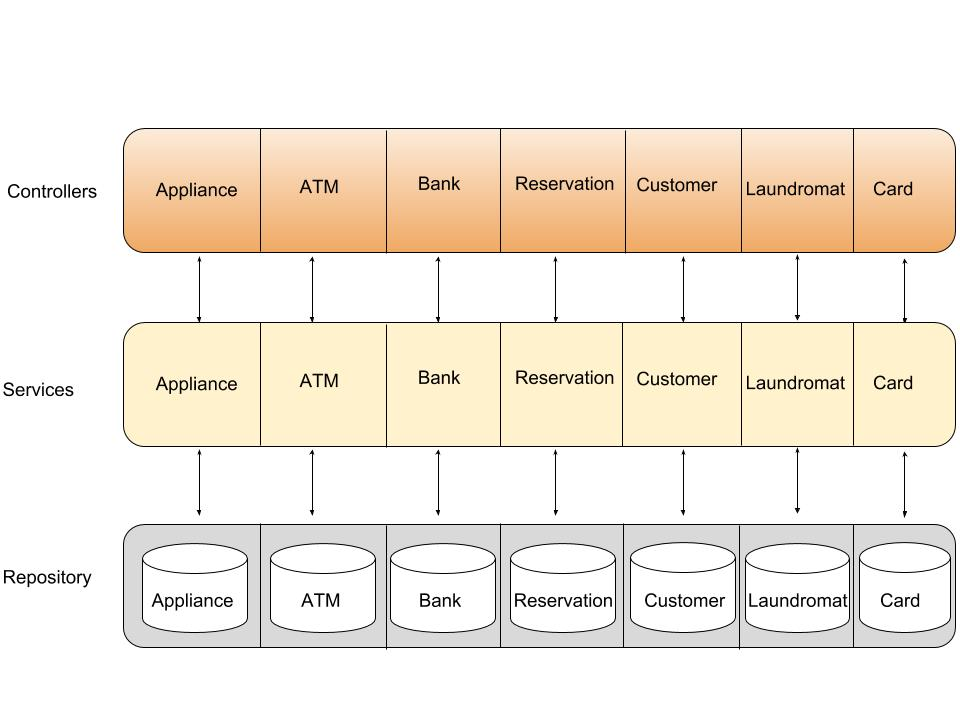 Controllers
Appliance
ATM
Bank
Reservation
Customer
Laundromat
Card
Services
Appliance
ATM
Bank
Reservation
Customer
Laundromat
Card
Repository
Appliance
ATM
Bank
Reservation
Customer
Laundromat
Card